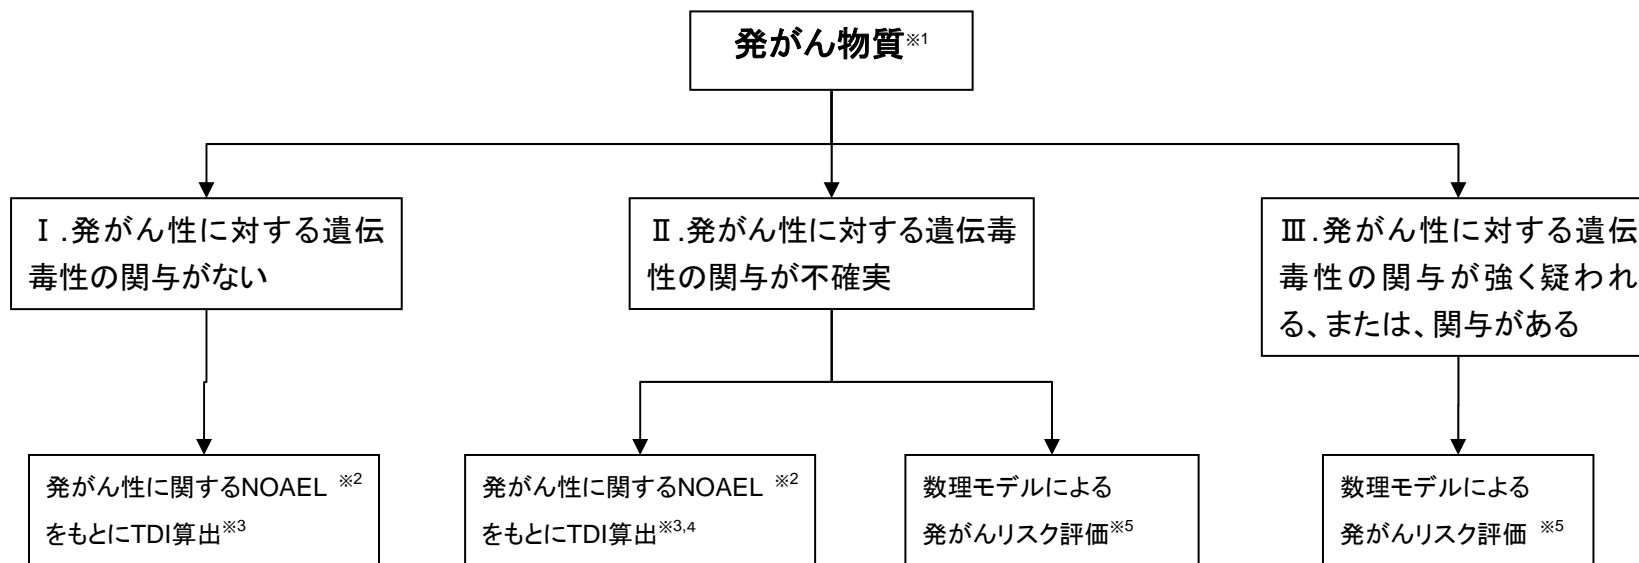 発がん物質※1
Ⅰ.発がん性に対する遺伝
毒性の関与がない
Ⅱ.発がん性に対する遺伝毒
性の関与が不確実
Ⅲ.発がん性に対する遺伝
毒性の関与が強く疑われ
る、または、関与がある
発がん性に関するNOAEL ※2
をもとにTDI算出※3
発がん性に関するNOAEL ※2
をもとにTDI算出※3,4
数理モデルによる
発がんリスク評価※5
数理モデルによる
発がんリスク評価 ※5